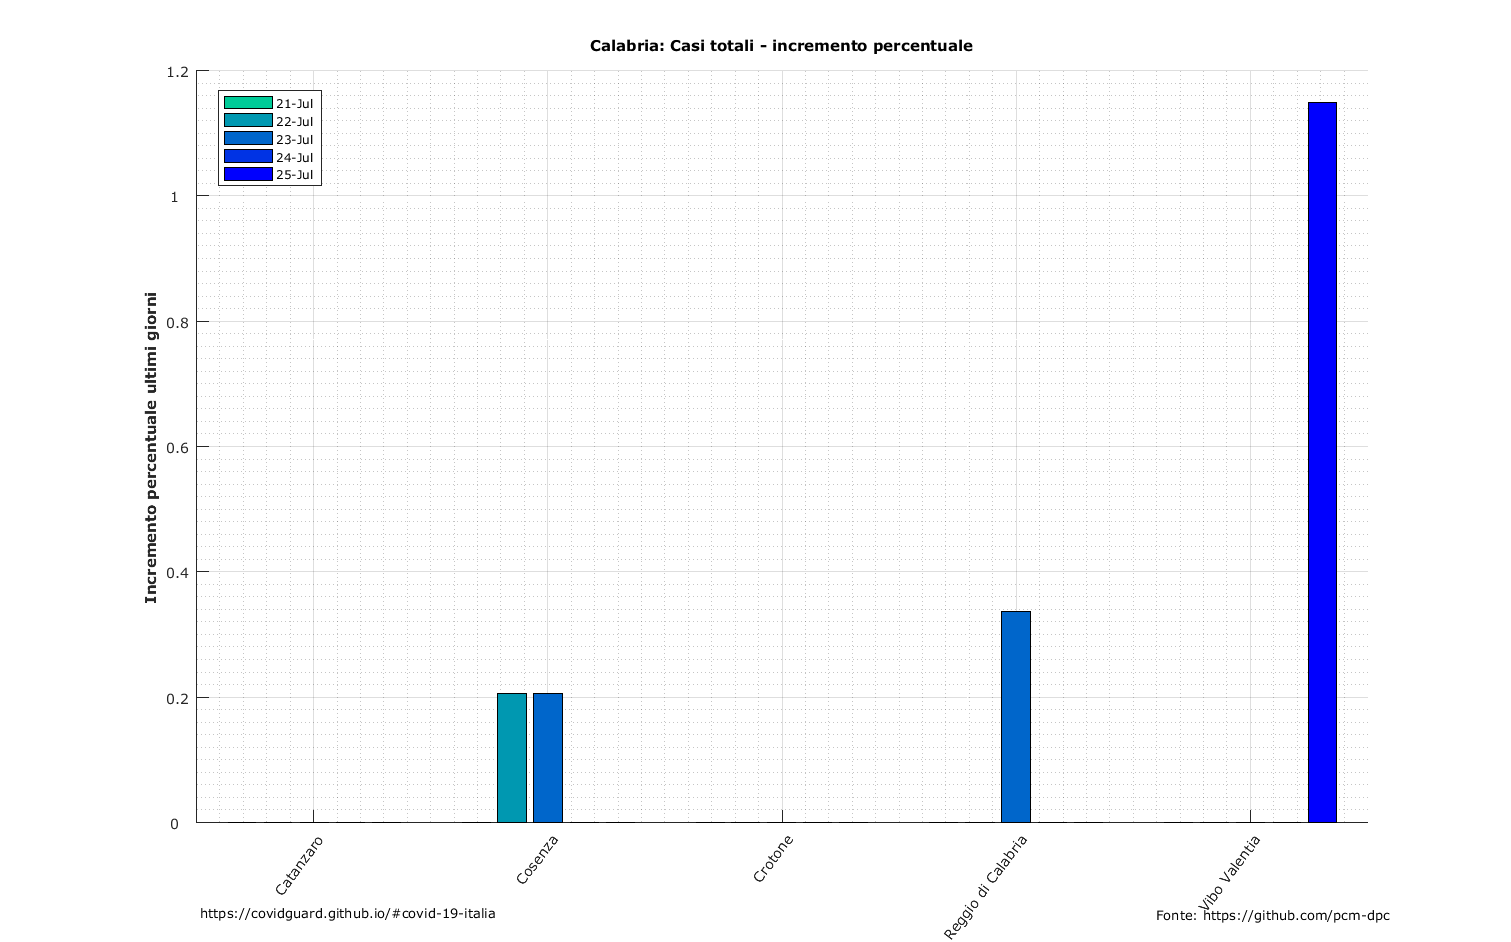 Calabria: Casi totali - incremento percentuale
1.2
1
0.8
0.6
0.4
0.2
0
Incremento percentuale ultimi giorni
21-Jul
22-Jul
23-Jul
24-Jul
25-Jul
Catanzaro
Cosenza
Crotone
Reggio di Calabria
Vibo Valentia
https://covidguard.github.io/#covid-19-italia
Fonte: https://github.com/pcm-dpc